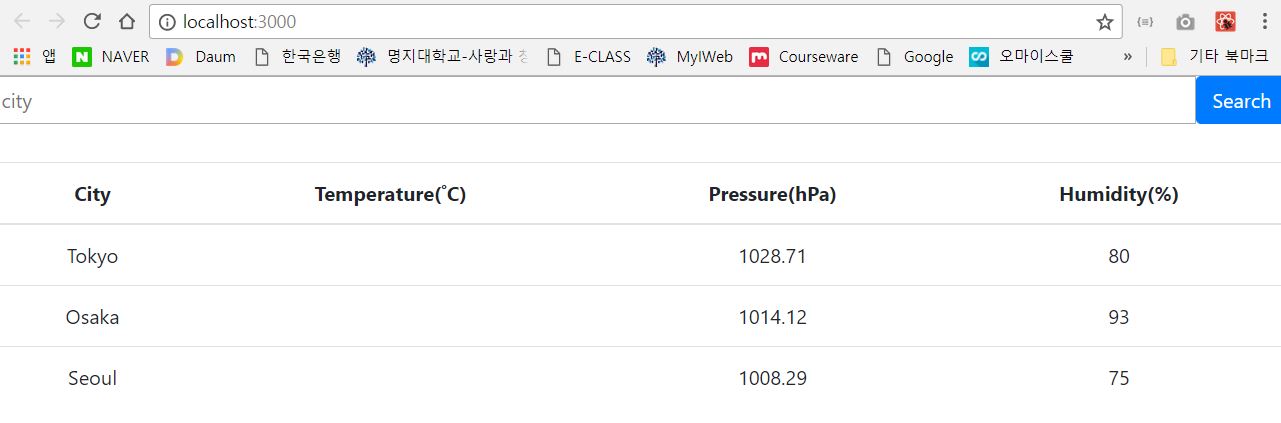 localhost:3000
앱 NAVER Daum 한국은행 명지대학교-사랑과 E-CLASS MyIWeb Courseware Google 오마이스쿨 » 기타 북마크
city Search
City Temperature(˚C) Pressure(hPa) Humidity(%)
Tokyo 1028.71 80
Osaka 1014.12 93
Seoul 1008.29 75